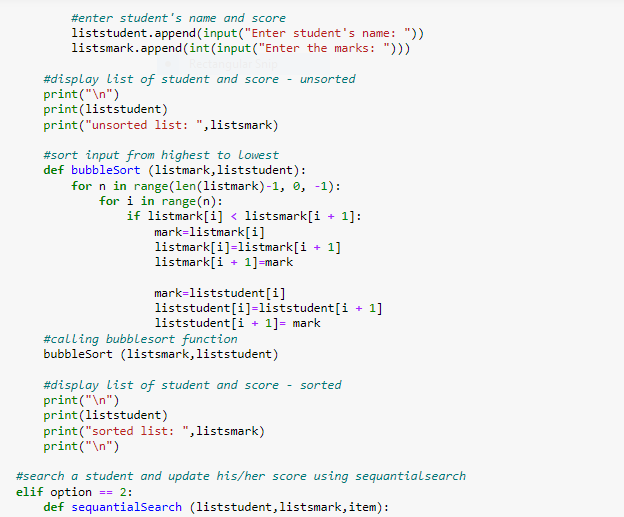 #enter student's name and score
liststudent.append(input("Enter student's name: "))
listsmark.append(int(input("Enter the marks: ")))
#display list of student and score - unsorted
print("\n")
print(liststudent)
print("unsorted list: ",listsmark)
#sort input from highest to lowest
def bubbleSort (listmark,liststudent):
for n in range(len(listmark)-1, 0, -1):
for i in range(n):
if listmark[i] < listsmark[i + 1]:
mark=listmark[i]
listmark[i]=listmark[i + 1]
listmark[i + 1]=mark
mark=liststudent[i]
liststudent[i]=liststudent[i + 1]
liststudent[i + 1]= mark
#calling bubblesort function
bubbleSort (listsmark,liststudent)
#display list of student and score - sorted
print("\n")
print(liststudent)
print("sorted list: ",listsmark)
print("\n")
#search a student and update his/her score using sequantialsearch
elif option == 2:
def sequantialSearch (liststudent,listsmark,item):